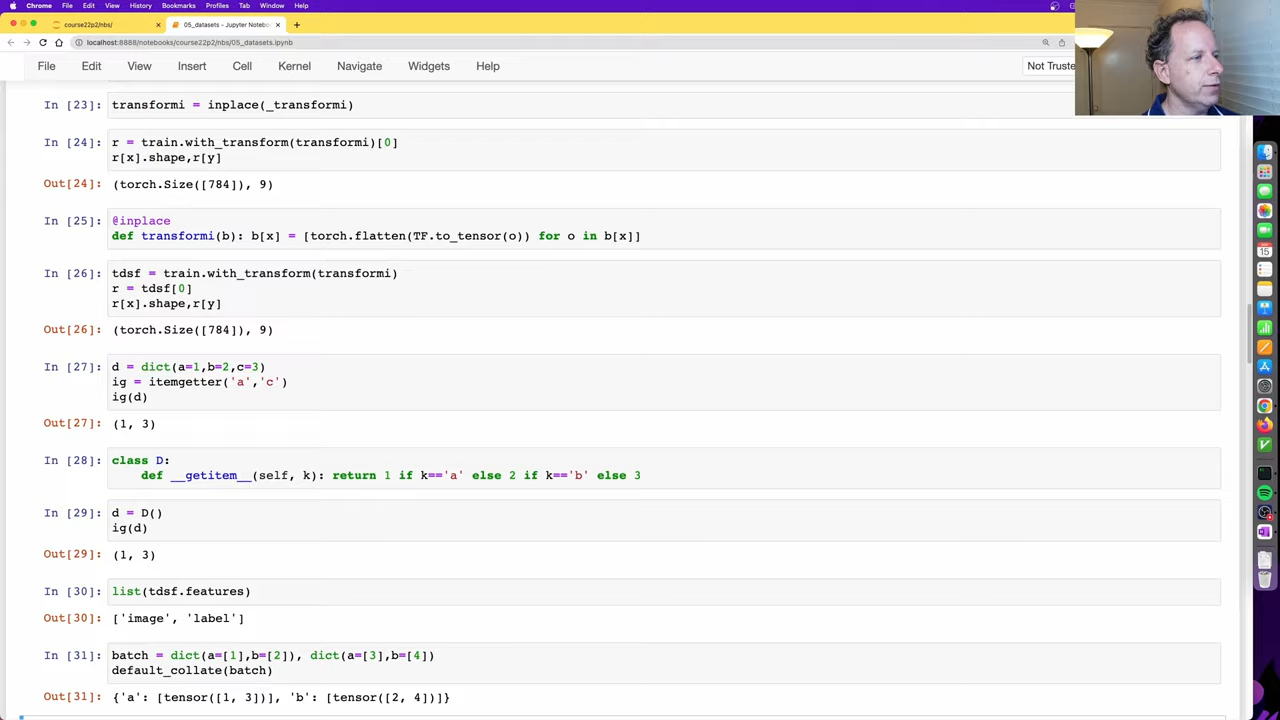 Chrome File Edit View History Bookmarks Profiles Tab Window Help
course22p2/nbs/
05_datasets - Jupyter Notebo
localhost:8888/notebooks/course22p2/nbs/05_datasets.ipynb
File Edit View Insert Cell Kernel Navigate Widgets Help
Not Truste
In [23]: transformi = inplace(_transformi)
In [24]: r = train.with_transform(transformi)[0]
r[x].shape,r[y]
Out[24]: (torch.Size([784]), 9)
In [25]: @inplace
def transformi(b): b[x] = [torch.flatten(TF.to_tensor(o)) for o in b[x]]
In [26]: tdsf = train.with_transform(transformi)
r = tdsf[0]
r[x].shape,r[y]
Out[26]: (torch.Size([784]), 9)
In [27]: d = dict(a=1,b=2,c=3)
ig = itemgetter('a','c')
ig(d)
Out[27]: (1, 3)
In [28]: class D:
def __getitem__(self, k): return 1 if k=='a' else 2 if k=='b' else 3
In [29]: d = D()
ig(d)
Out[29]: (1, 3)
In [30]: list(tdsf.features)
Out[30]: ['image', 'label']
In [31]: batch = dict(a=[1],b=[2]), dict(a=[3],b=[4])
default_collate(batch)
Out[31]: {'a': [tensor([1, 3])], 'b': [tensor([2, 4])]}
15